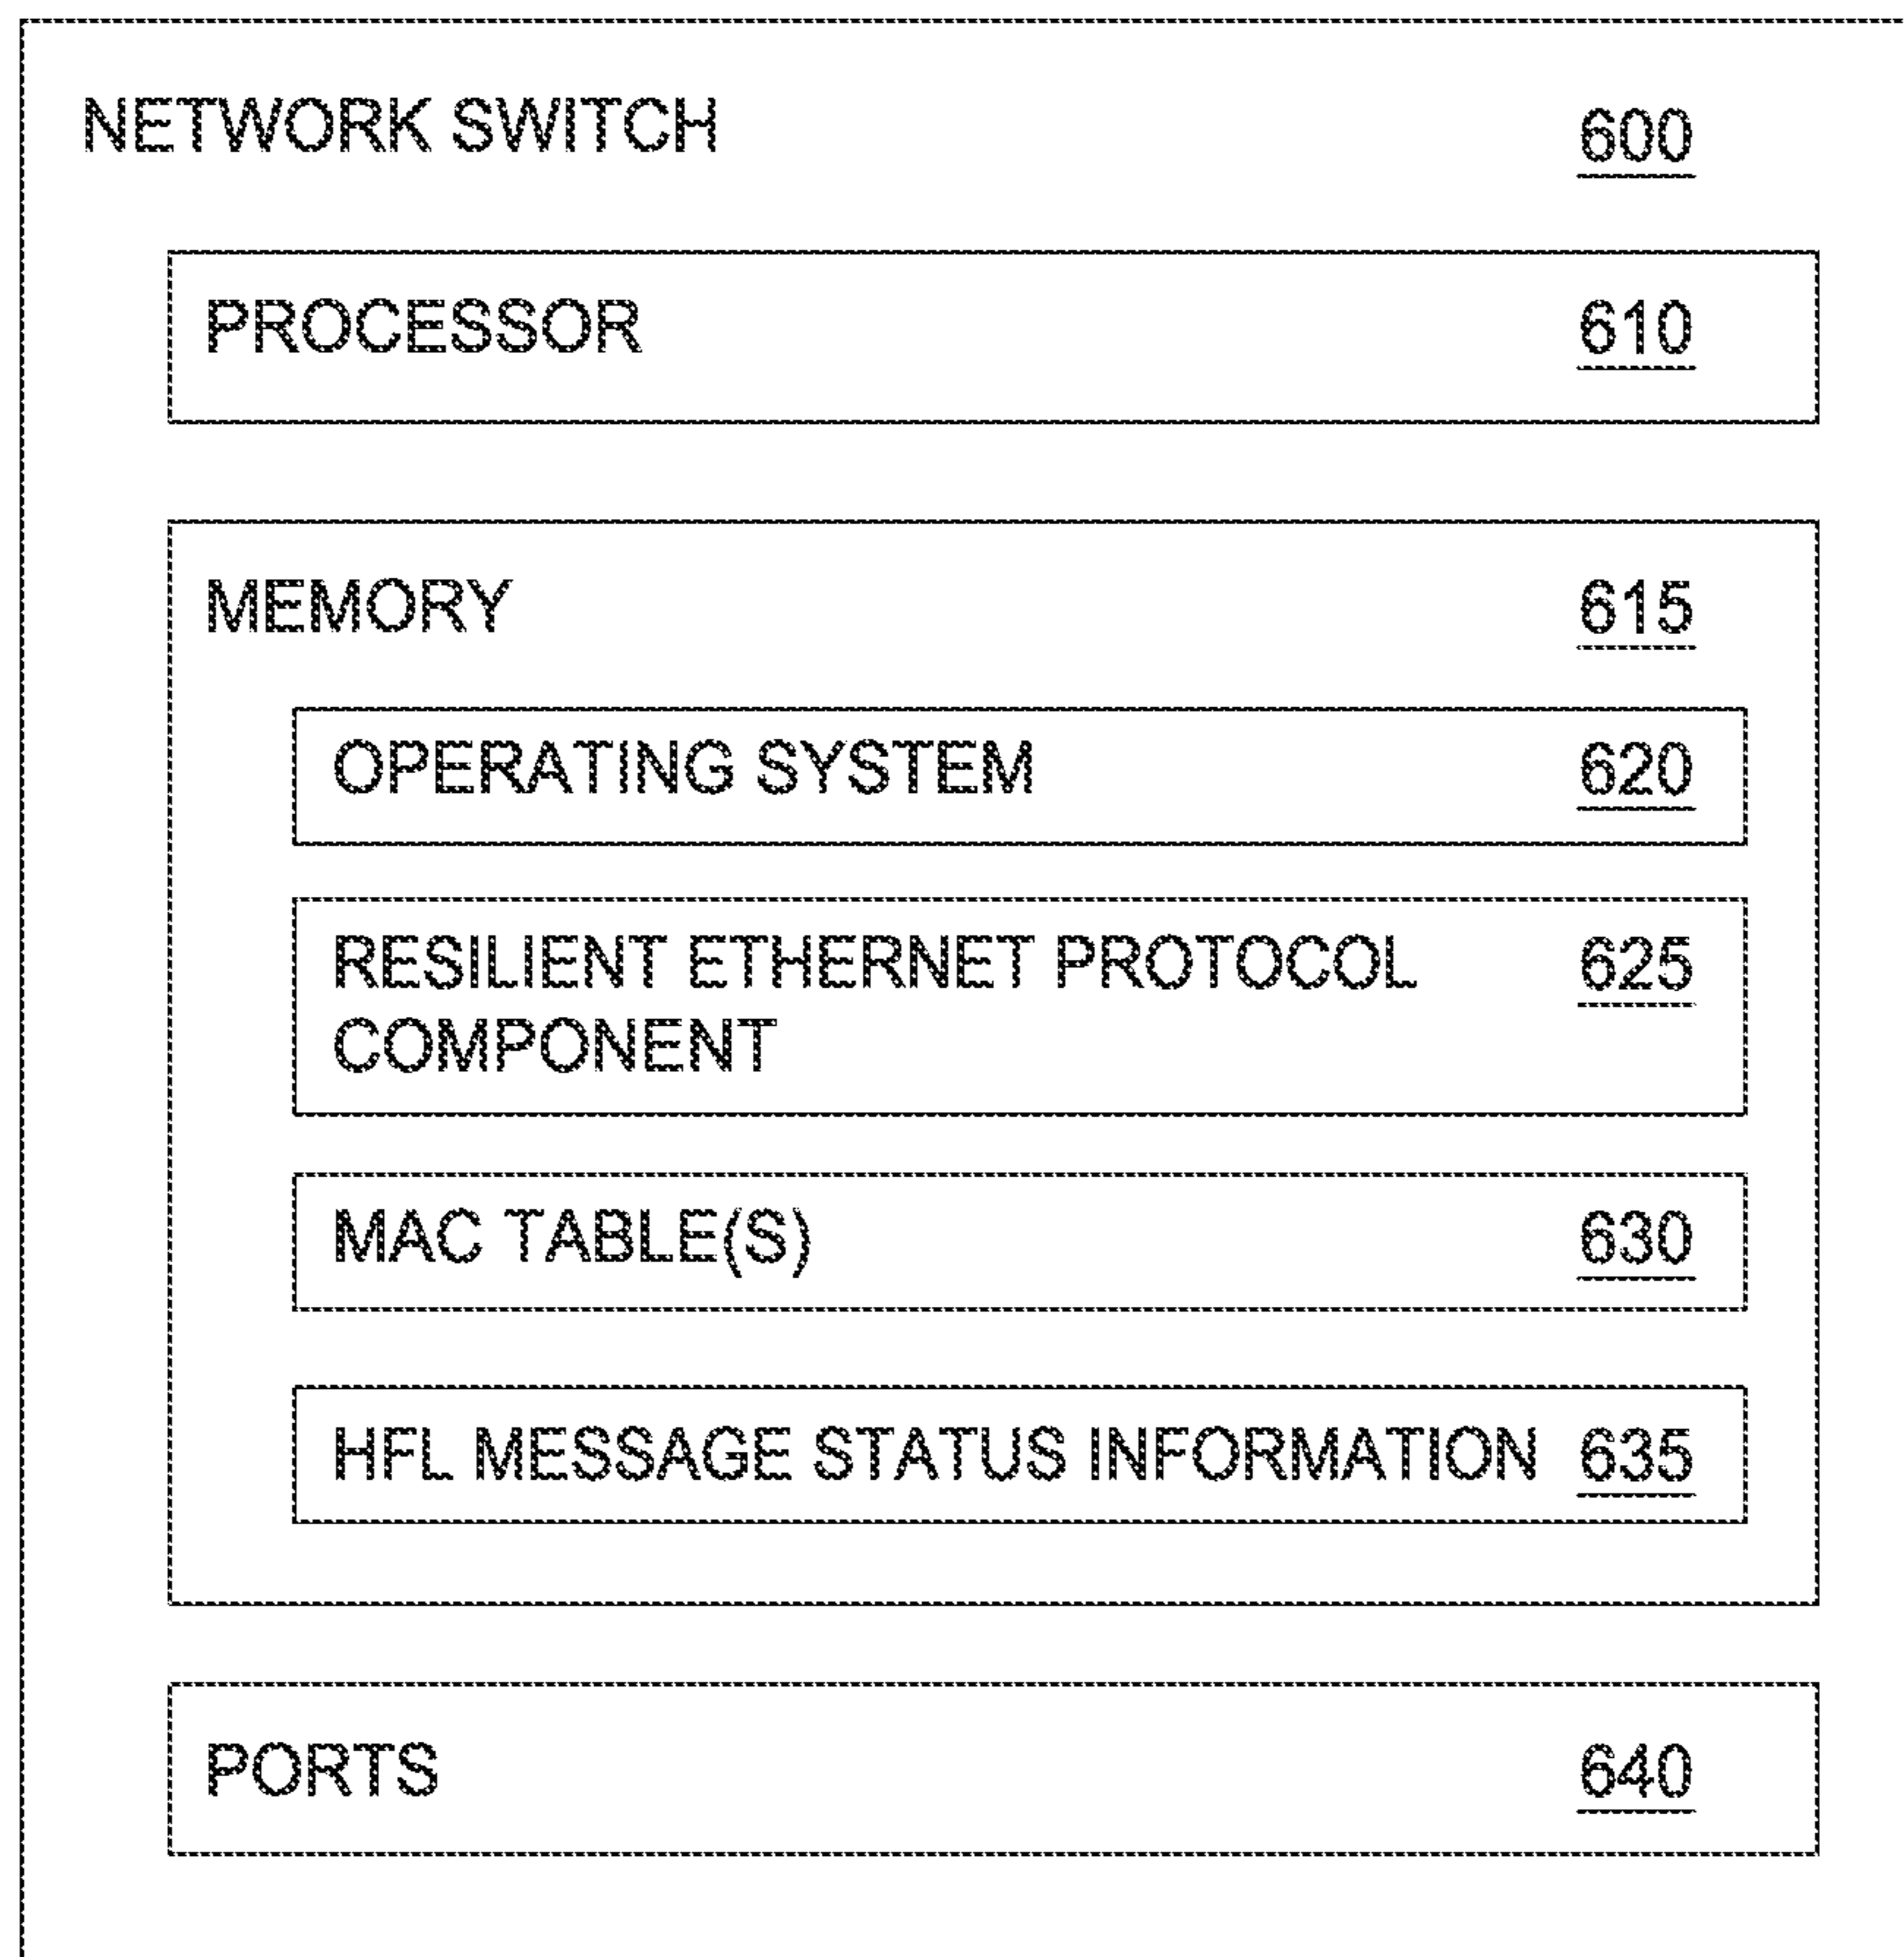 NETWORK SWITCH 600
PROCESSOR 610
MEMORY 615
OPERATING SYSTEM 620
RESILIENT ETHERNET PROTOCOL 625
COMPONENT
MAC TABLE(S) 630
HFL MESSAGE STATUS INFORMATION 635
PORTS 640